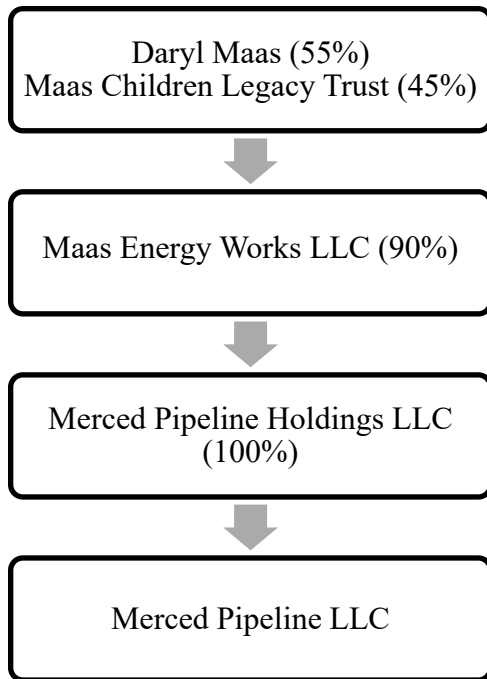 Daryl Maas (55%)
Maas Children Legacy Trust (45%)
Maas Energy Works LLC (90%)
Merced Pipeline Holdings LLC
(100%)
Merced Pipeline LLC